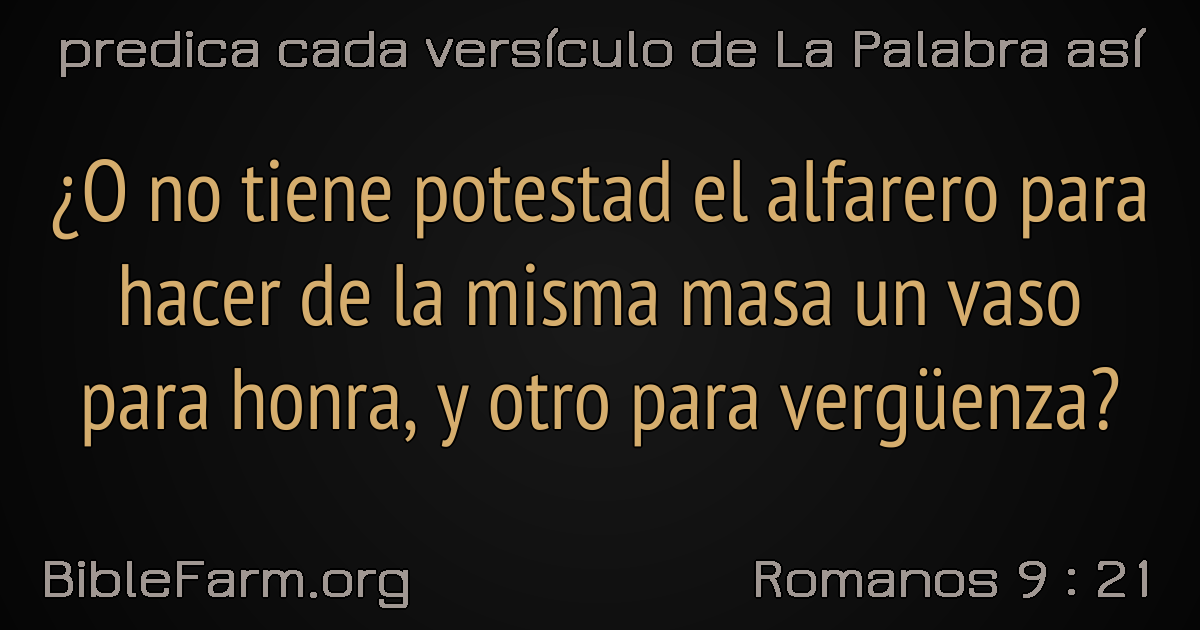 predica cada versículo de La Palabra así
¿O no tiene potestad el alfarero para
hacer de la misma masa un vaso
para honra, y otro para vergüenza?
BibleFarm.org
Romanos 9 : 21